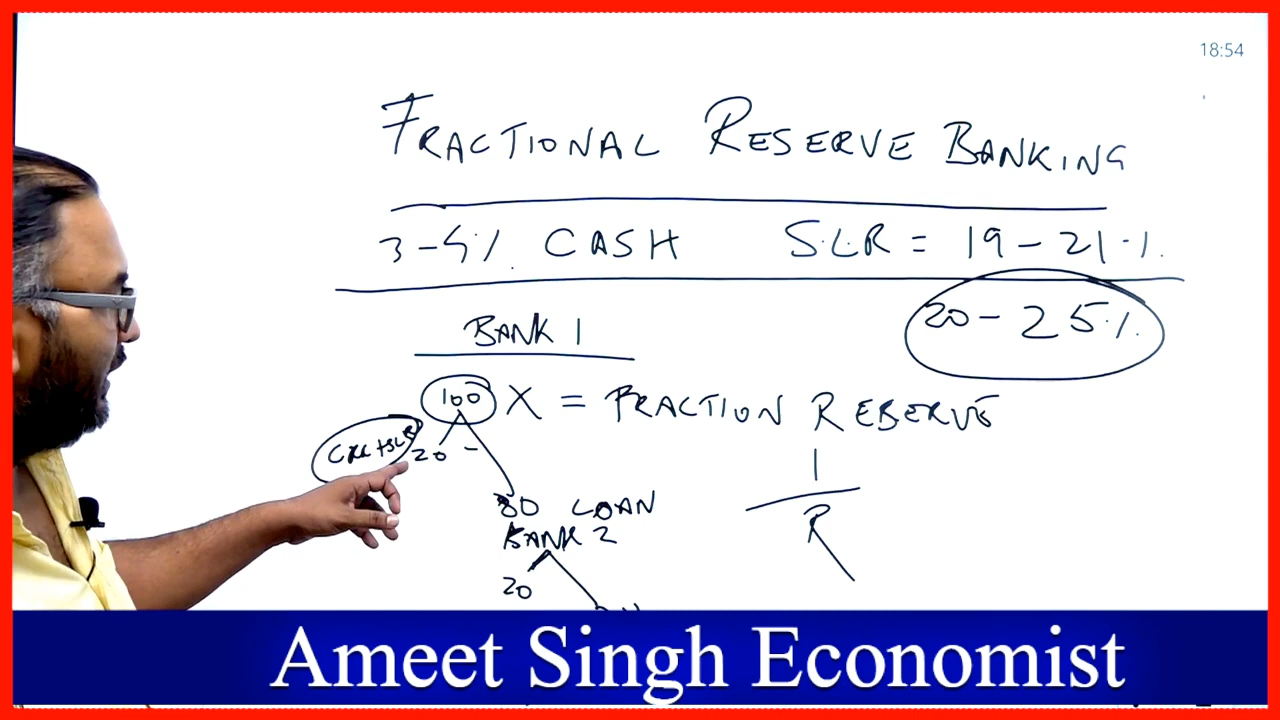 18:54
FRACTIONAL RESERVE BANKING
3-5% CASH SLR = 19-21%.
20-25%.
BANK 1
100 X = FRACTION RESERVE
CRR+SLR 20 -
80 LOAN
1
R
BANK 2
20
Ameet Singh Economist